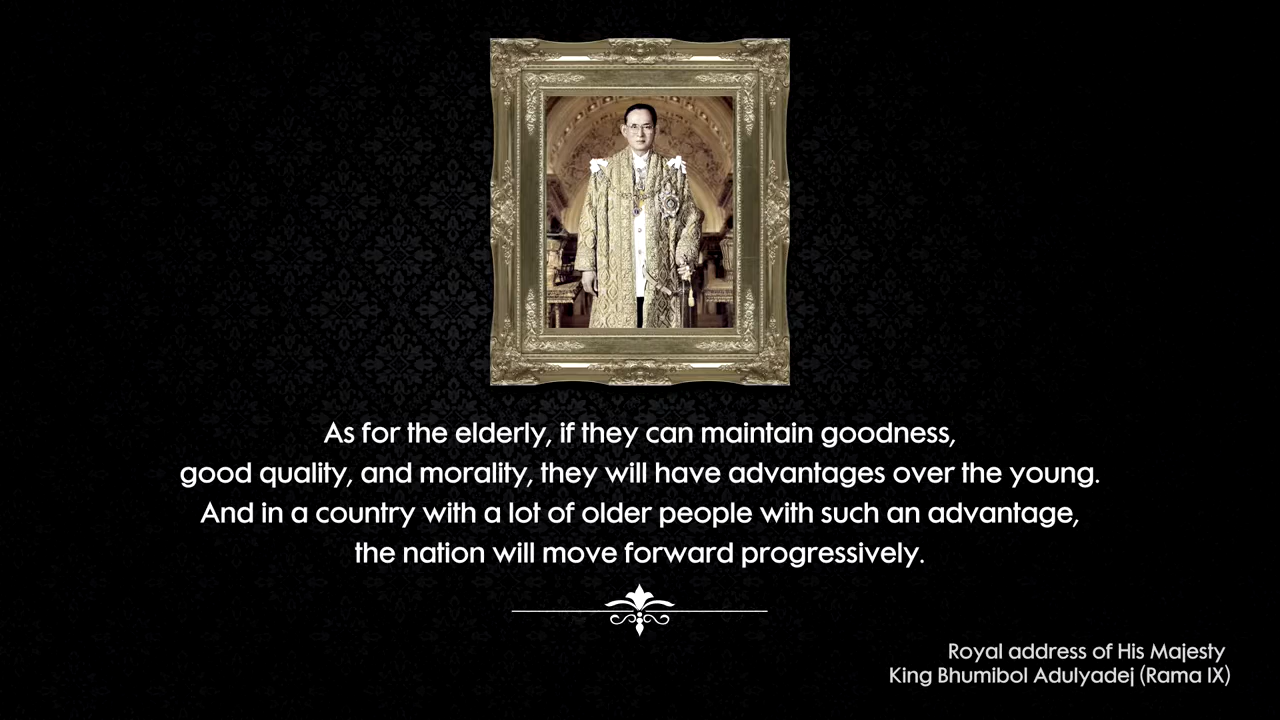 As for the elderly, if they can maintain goodness,
good quality, and morality, they will have advantages over the young.
And in a country with a lot of older people with such an advantage,
the nation will move forward progressively.
Royal address of His Majesty
King Bhumibol Adulyadej (Rama IX)